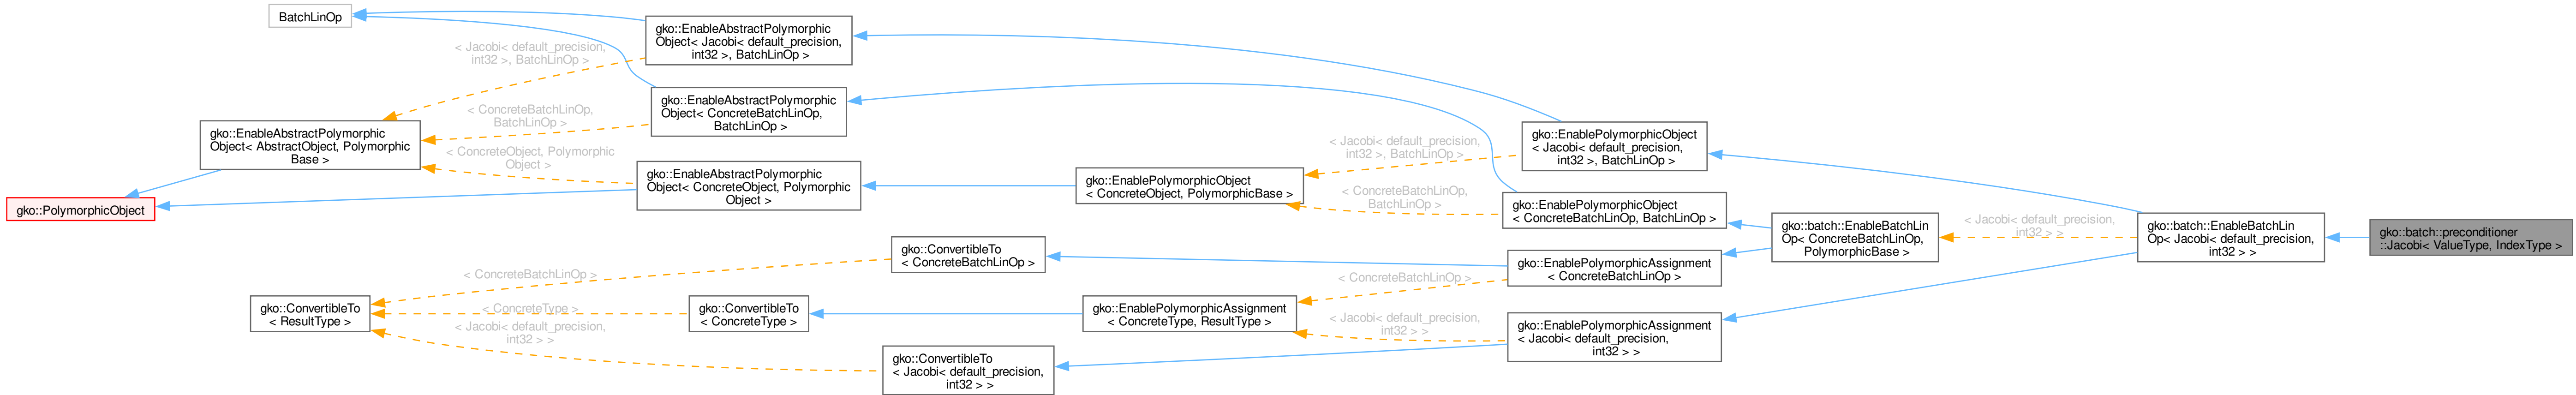 BatchLinOp
gko::EnableAbstractPolymorphic
Object< Jacobi< default_precision,
int32 >, BatchLinOp >
< Jacobi< default_precision,
int32 >, BatchLinOp >
gko::EnableAbstractPolymorphic
Object< ConcreteBatchLinOp,
BatchLinOp >
< ConcreteBatchLinOp,
BatchLinOp >
gko::EnableAbstractPolymorphic
Object< AbstractObject, Polymorphic
Base >
< ConcreteObject, Polymorphic
Object >
gko::EnableAbstractPolymorphic
Object< ConcreteObject, Polymorphic
Object >
gko::PolymorphicObject
gko::EnablePolymorphicObject
< ConcreteObject, PolymorphicBase >
< Jacobi< default_precision,
int32 >, BatchLinOp >
< ConcreteBatchLinOp,
BatchLinOp >
gko::EnablePolymorphicObject
< Jacobi< default_precision,
int32 >, BatchLinOp >
gko::EnablePolymorphicObject
< ConcreteBatchLinOp, BatchLinOp >
gko::batch::EnableBatchLin
Op< ConcreteBatchLinOp,
PolymorphicBase >
< Jacobi< default_precision,
int32 > >
gko::batch::EnableBatchLin
Op< Jacobi< default_precision,
int32 > >
gko::batch::preconditioner
::Jacobi< ValueType, IndexType >
gko::ConvertibleTo
< ConcreteBatchLinOp >
< ConcreteBatchLinOp >
gko::EnablePolymorphicAssignment
< ConcreteBatchLinOp >
< ConcreteBatchLinOp >
gko::ConvertibleTo
< ResultType >
< ConcreteType >
gko::ConvertibleTo
< ConcreteType >
gko::EnablePolymorphicAssignment
< ConcreteType, ResultType >
< Jacobi< default_precision,
int32 > >
gko::EnablePolymorphicAssignment
< Jacobi< default_precision,
int32 > >
< Jacobi< default_precision,
int32 > >
gko::ConvertibleTo
< Jacobi< default_precision,
int32 > >